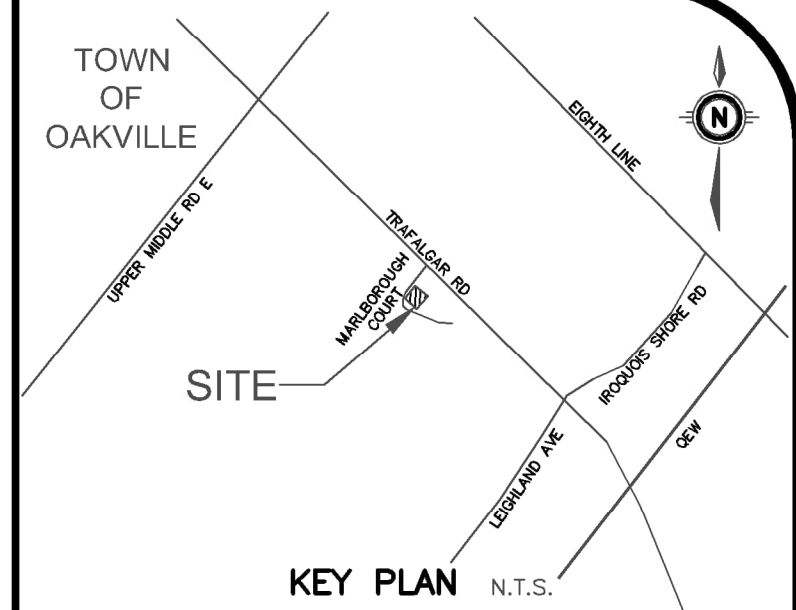 TOWN
OF
OAKVILLE
EIGHTH LINE
N
UPPER MIDDLE RD E
TRAFALGAR RD
MARLBOROUGH
COURT
SITE
IROQUOIS SHORE RD
LEIGHLAND AVE
QEW
KEY PLAN N.T.S.